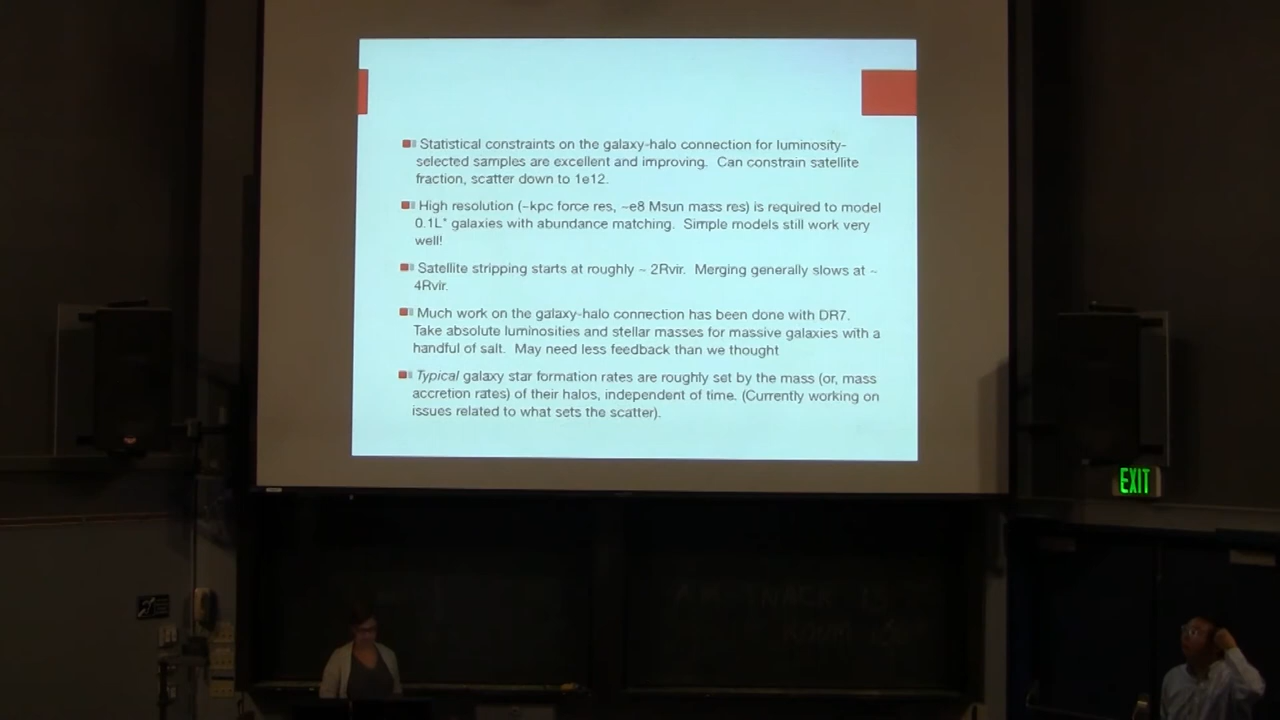 Statistical constraints on the galaxy-halo connection for luminosity-
selected samples are excellent and improving. Can constrain satellite
fraction, scatter down to 1e12.
High resolution (~kpc force res, ~e8 Msun mass res) is required to model
0.1L* galaxies with abundance matching. Simple models still work very
well!
Satellite stripping starts at roughly ~ 2Rvir. Merging generally slows at ~
4Rvir.
Much work on the galaxy-halo connection has been done with DR7.
Take absolute luminosities and stellar masses for massive galaxies with a
handful of salt. May need less feedback than we thought
Typical galaxy star formation rates are roughly set by the mass (or, mass
accretion rates) of their halos, independent of time. (Currently working on
issues related to what sets the scatter).
EXIT